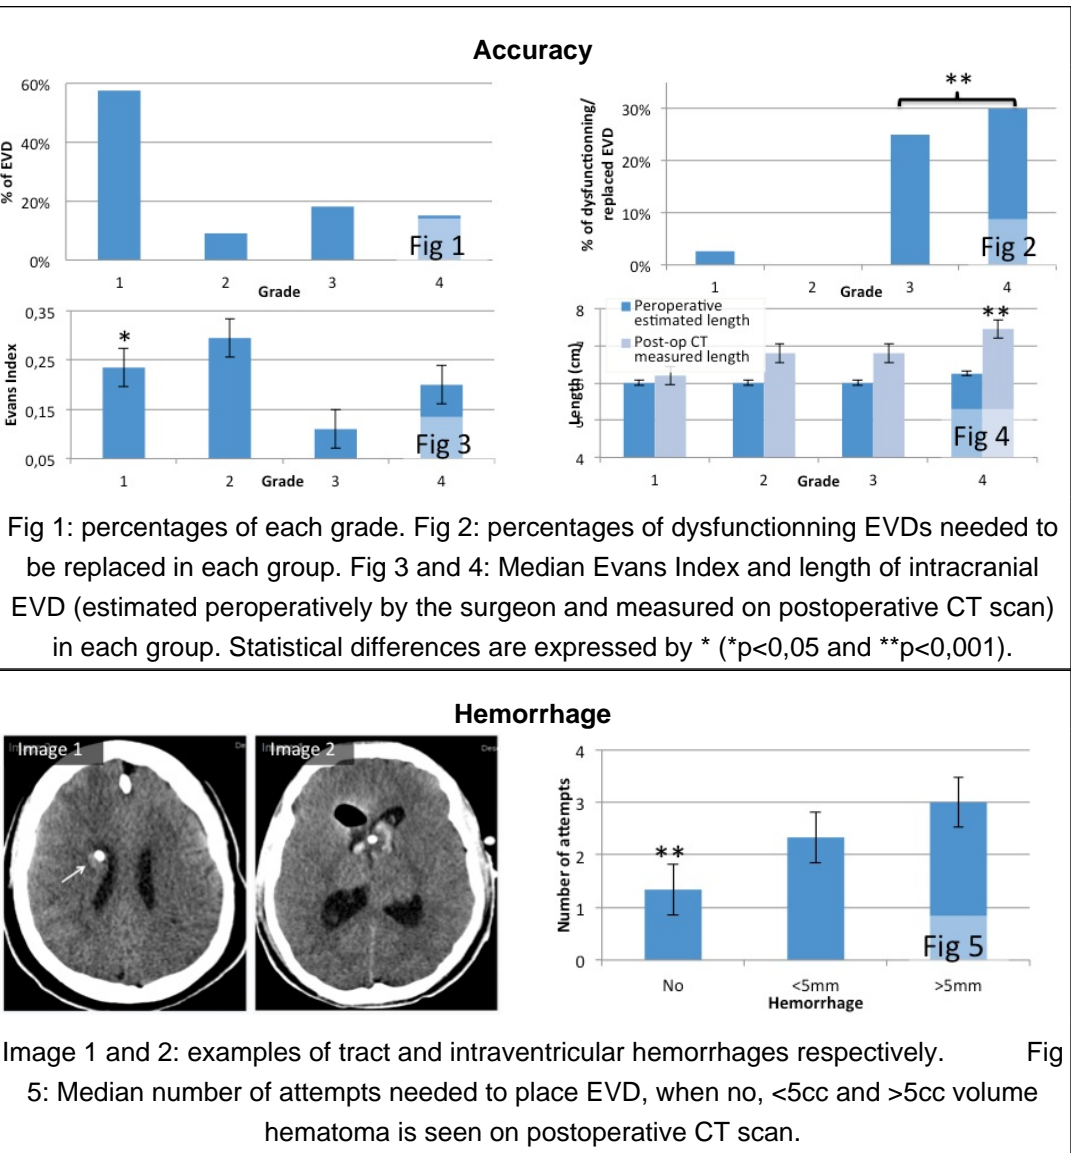 Accuracy
% of EVD
60%
40%
20%
0%
1
2
3
4
Grade
Fig 1
% of dysfunctionning/
replaced EVD
**
30%
20%
10%
0%
1
2
3
4
Grade
Fig 2
Evans Index
0,35
0,25
0,15
0,05
*
1
2
3
4
Grade
Fig 3
Length (cm)
8
7
6
5
4
Peroperative
estimated length
Post-op CT
measured length
**
1
2
3
4
Grade
Fig 4
Fig 1: percentages of each grade. Fig 2: percentages of dysfunctionning EVDs needed to
be replaced in each group. Fig 3 and 4: Median Evans Index and length of intracranial
EVD (estimated peroperatively by the surgeon and measured on postoperative CT scan)
in each group. Statistical differences are expressed by * (*p<0,05 and **p<0,001).
Hemorrhage
Image 1
De
Image 2
Des
Number of attempts
4
3
2
1
0
**
No
<5mm
>5mm
Hemorrhage
Fig 5
Image 1 and 2: examples of tract and intraventricular hemorrhages respectively. Fig
5: Median number of attempts needed to place EVD, when no, <5cc and >5cc volume
hematoma is seen on postoperative CT scan.